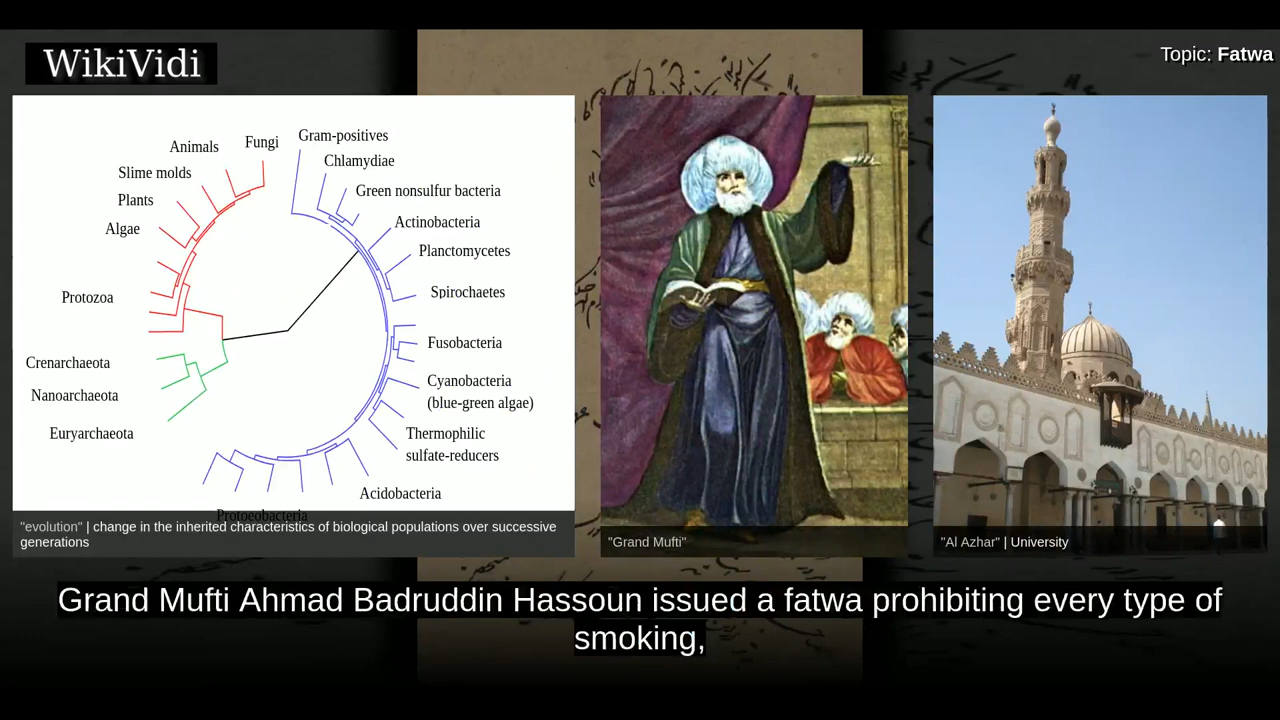 WikiVidi
Topic: Fatwa
Animals
Fungi
Gram-positives
Slime molds
Chlamydiae
Plants
Green nonsulfur bacteria
Algae
Actinobacteria
Planctomycetes
Protozoa
Spirochaetes
Crenarchaeota
Fusobacteria
Nanoarchaeota
Cyanobacteria
(blue-green algae)
Euryarchaeota
Thermophilic
sulfate-reducers
Acidobacteria
Protoeobacteria
"evolution" | change in the inherited characteristics of biological populations over successive
generations
"Grand Mufti"
"Al Azhar" | University
Grand Mufti Ahmad Badruddin Hassoun issued a fatwa prohibiting every type of
smoking,